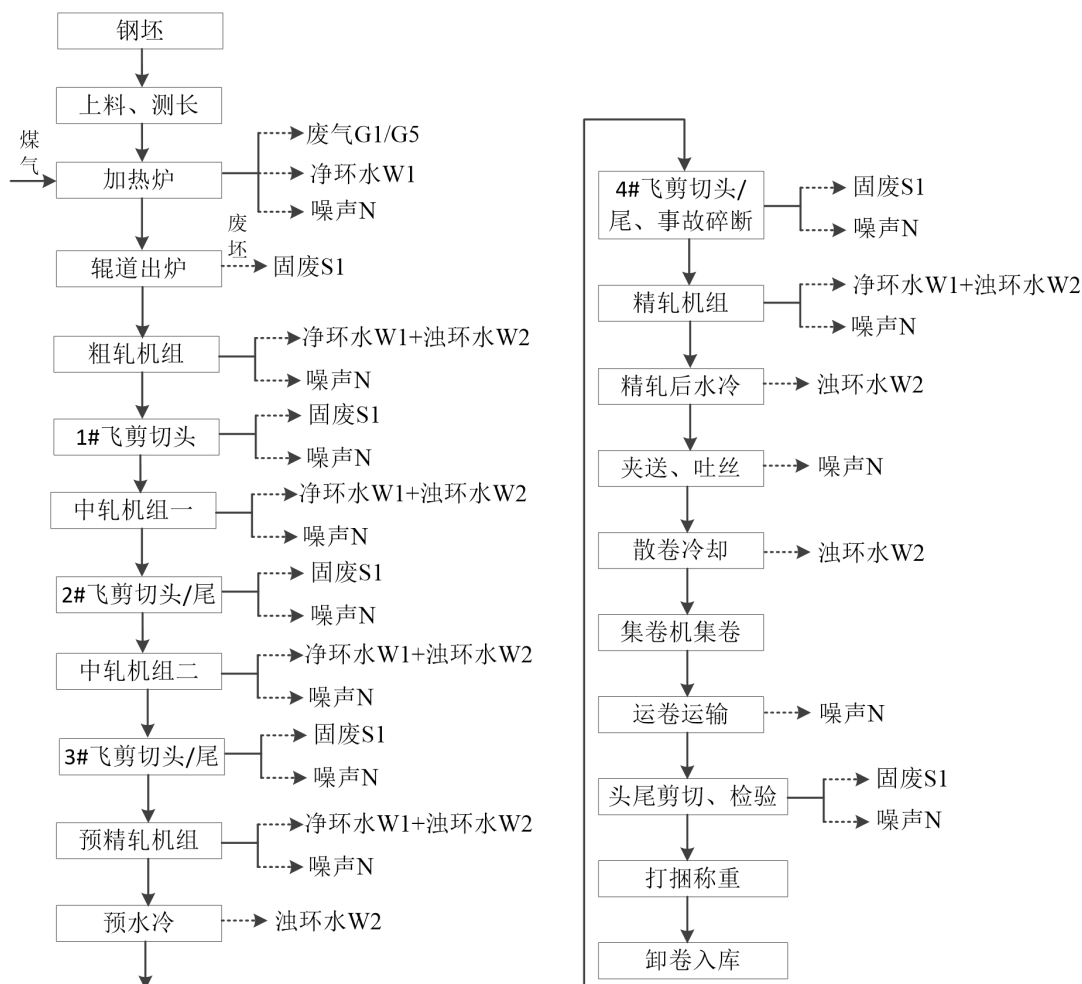 钢坯
上料、测长
煤气
加热炉
废气G1/G5
净环水W1
噪声N
辊道出炉
废坯
固废S1
粗轧机组
净环水W1+浊环水W2
噪声N
1#飞剪切头
固废S1
噪声N
中轧机组一
净环水W1+浊环水W2
噪声N
2#飞剪切头/尾
固废S1
噪声N
中轧机组二
净环水W1+浊环水W2
噪声N
3#飞剪切头/尾
固废S1
噪声N
预精轧机组
净环水W1+浊环水W2
噪声N
预水冷
浊环水W2
4#飞剪切头/
尾、事故碎断
固废S1
噪声N
精轧机组
净环水W1+浊环水W2
噪声N
精轧后水冷
浊环水W2
夹送、吐丝
噪声N
散卷冷却
浊环水W2
集卷机集卷
运卷运输
噪声N
头尾剪切、检验
固废S1
噪声N
打捆称重
卸卷入库